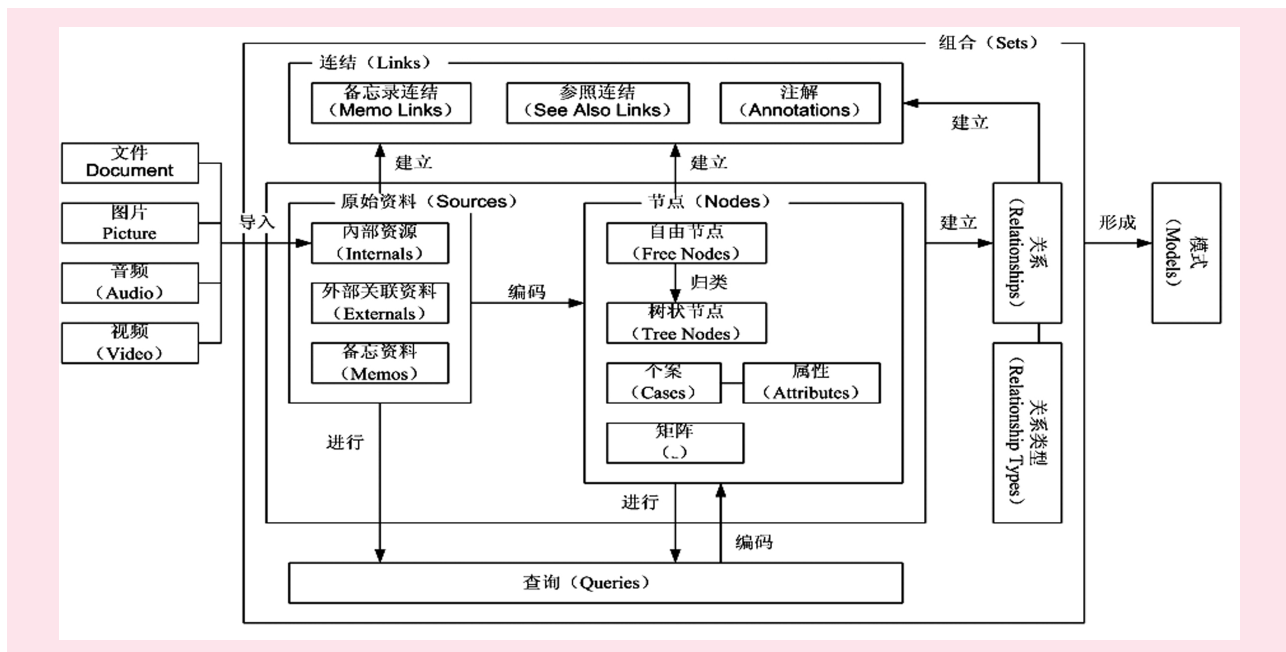 组合（Sets）
连结（Links）
备忘录连结
（Memo Links）
参照连结
（See Also Links）
注解
（Annotations）
建立
建立
建立
文件
Document
图片
Picture
音频
（Audio）
视频
（Video）
导入
原始资料（Sources）
内部资源
（Internals）
外部关联资料
（Externals）
备忘资料
（Memos）
编码
节点（Nodes）
自由节点
（Free Nodes）
归类
树状节点
（Tree Nodes）
个案
（Cases）
属性
（Attributes）
矩阵
（..）
建立
关系
（Relationships）
关系类型
（Relationship Types）
形成
模式
（Models）
进行
进行
编码
查询（Queries）